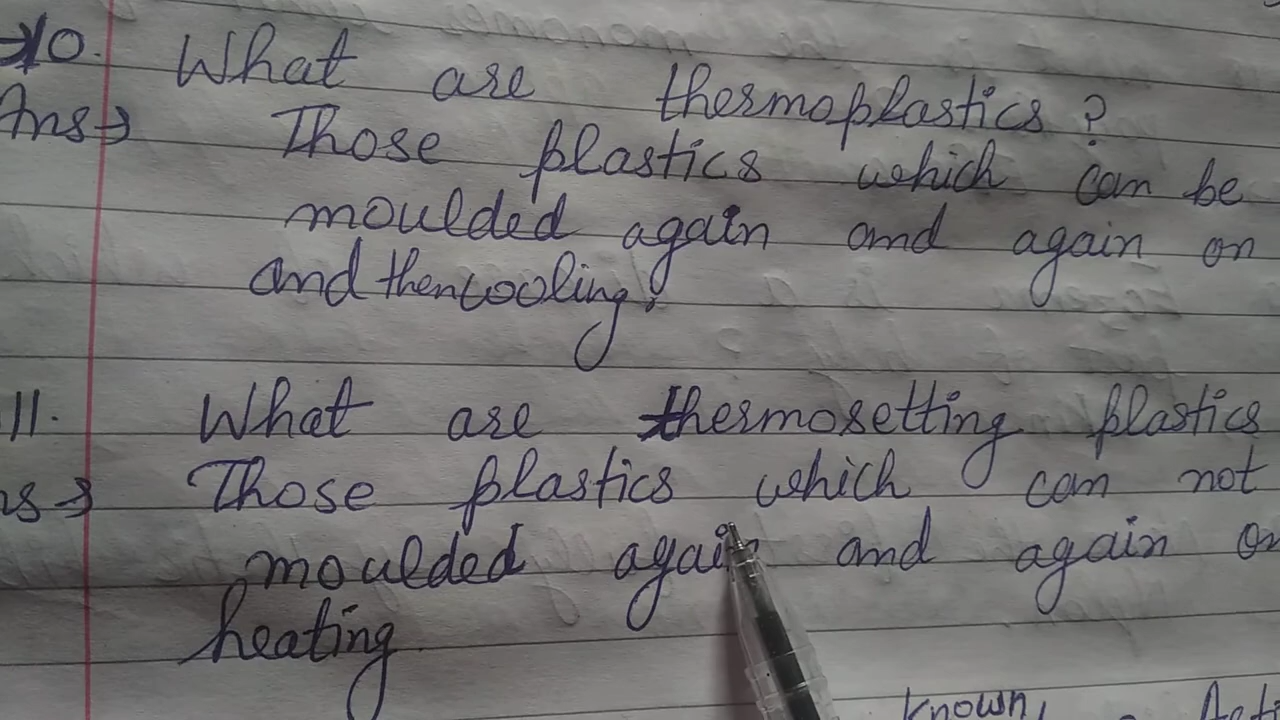 10. What are thermoplastics ?
Ans→ Those plastics which can be
moulded again and again on
and then cooling.
11. What are thermosetting plastics
ns→ Those plastics which can not
moulded again and again on
heating
known,